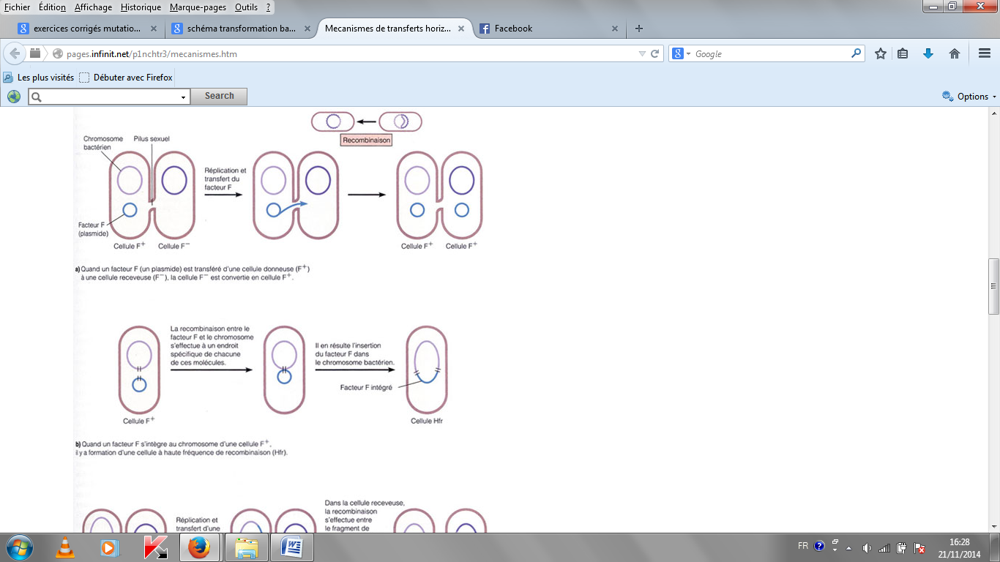 Fichier Édition Affichage Historique Marque-pages Outils ?
exercices corrigés mutatio...
schéma transformation ba...
Mecanismes de transferts horiz...
Facebook
pages.infinit.net/p1nchtr3/mecanismes.htm
Google
Les plus visités
Débuter avec Firefox
Search
Options
Recombinaison
Chromosome
bactérien
Pilus sexuel
Réplication et
transfert du
facteur F
Facteur F
(plasmide)
Cellule F+
Cellule F−
Cellule F+
Cellule F+
a) Quand un facteur F (un plasmide) est transféré d'une cellule donneuse (F+)
à une cellule receveuse (F−), la cellule F− est convertie en cellule F+.
La recombinaison entre le
facteur F et le chromosome
s'effectue à un endroit
spécifique de chacune
de ces molécules.
Il en résulte l'insertion
du facteur F dans
le chromosome bactérien.
Facteur F intégré
Cellule F+
Cellule Hfr
b) Quand un facteur F s'intègre au chromosome d'une cellule F+,
il y a formation d'une cellule à haute fréquence de recombinaison (Hfr).
Réplication et
transfert d'une
Dans la cellule receveuse,
la recombinaison
s'effectue entre
le fragment de
FR
16:28
21/11/2014